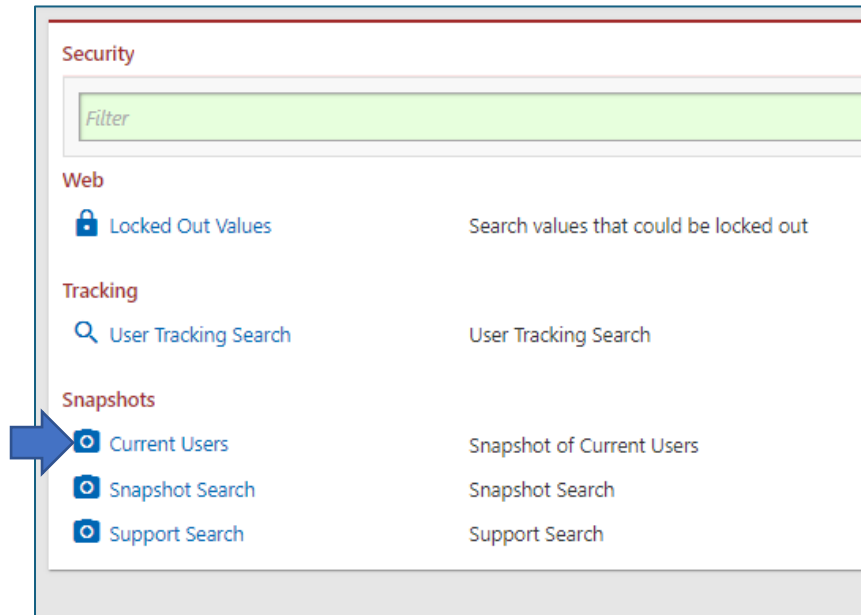 Security
Filter
Web
Locked Out Values Search values that could be locked out
Tracking
User Tracking Search User Tracking Search
Snapshots
Current Users Snapshot of Current Users
Snapshot Search Snapshot Search
Support Search Support Search